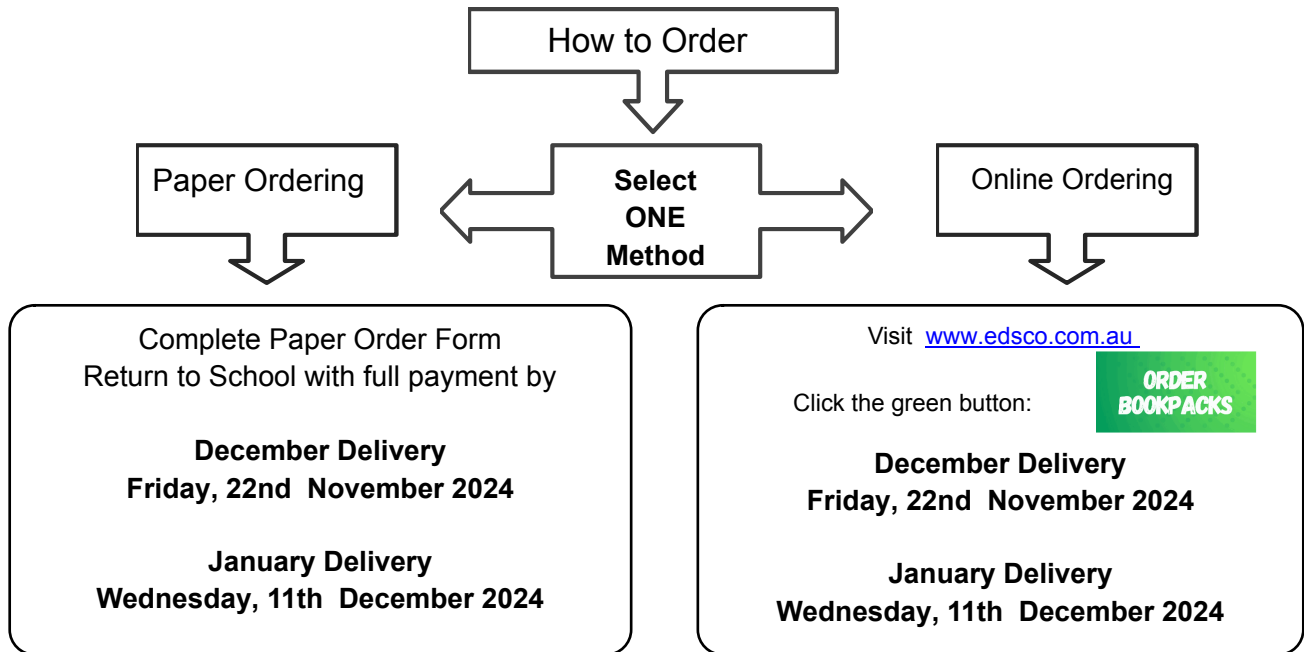 How to Order
Paper Ordering
Select
ONE
Method
Online Ordering
Complete Paper Order Form
Return to School with full payment by
December Delivery
Friday, 22nd November 2024
January Delivery
Wednesday, 11th December 2024
Visit www.edsco.com.au
Click the green button:
ORDER
BOOKPACKS
December Delivery
Friday, 22nd November 2024
January Delivery
Wednesday, 11th December 2024